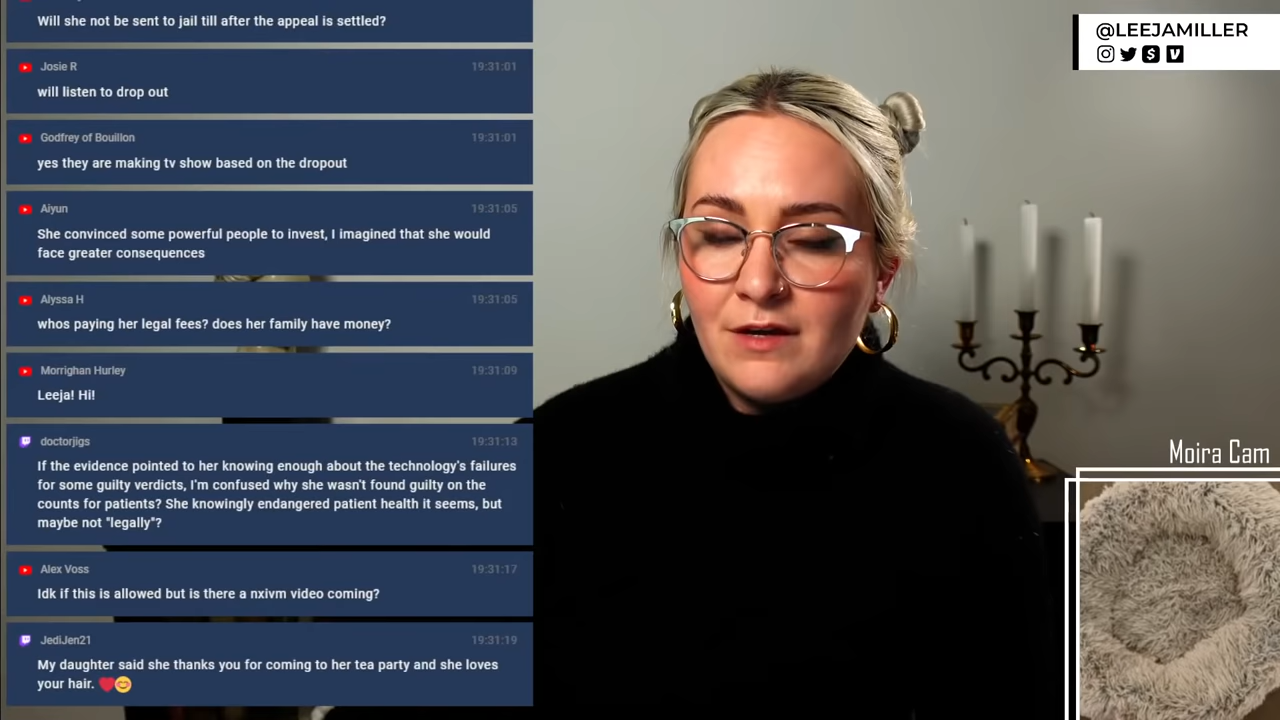 Will she not be sent to jail till after the appeal is settled?
Josie R 19:31:01
will listen to drop out
Godfrey of Bouillon 19:31:01
yes they are making tv show based on the dropout
Aiyun 19:31:05
She convinced some powerful people to invest, I imagined that she would
face greater consequences
Alyssa H 19:31:05
whos paying her legal fees? does her family have money?
Morrighan Hurley 19:31:09
Leeja! Hi!
doctorjigs 19:31:13
If the evidence pointed to her knowing enough about the technology's failures
for some guilty verdicts, I'm confused why she wasn't found guilty on the
counts for patients? She knowingly endangered patient health it seems, but
maybe not "legally"?
Alex Voss 19:31:17
Idk if this is allowed but is there a nxivm video coming?
JediJen21 19:31:19
My daughter said she thanks you for coming to her tea party and she loves
your hair. ❤️😊
@LEEJAMILLER
Moira Cam